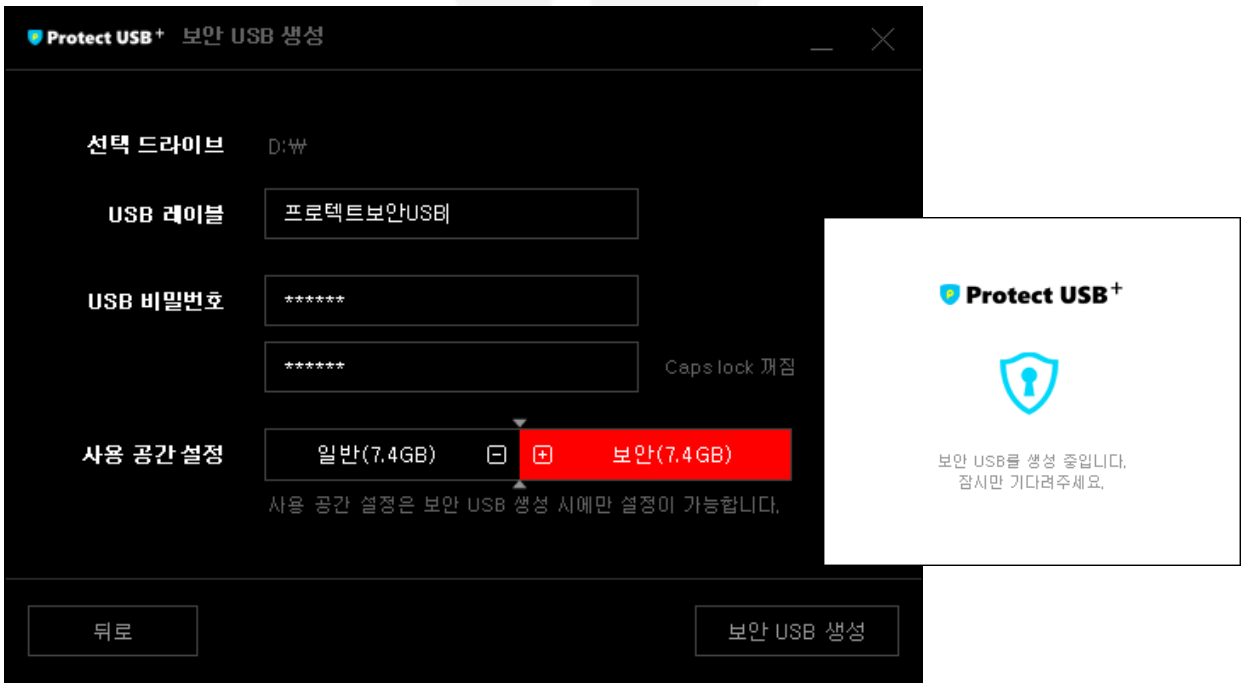 Protect USB+ 보안 USB 생성
선택 드라이브 D:₩
USB 레이블 프로텍트보안USB
USB 비밀번호 ******
****** Caps lock 꺼짐
사용 공간 설정 일반(7.4GB) 보안(7.4GB)
사용 공간 설정은 보안 USB 생성 시에만 설정이 가능합니다.
뒤로 보안 USB 생성
Protect USB+
보안 USB를 생성 중입니다.
잠시만 기다려주세요.